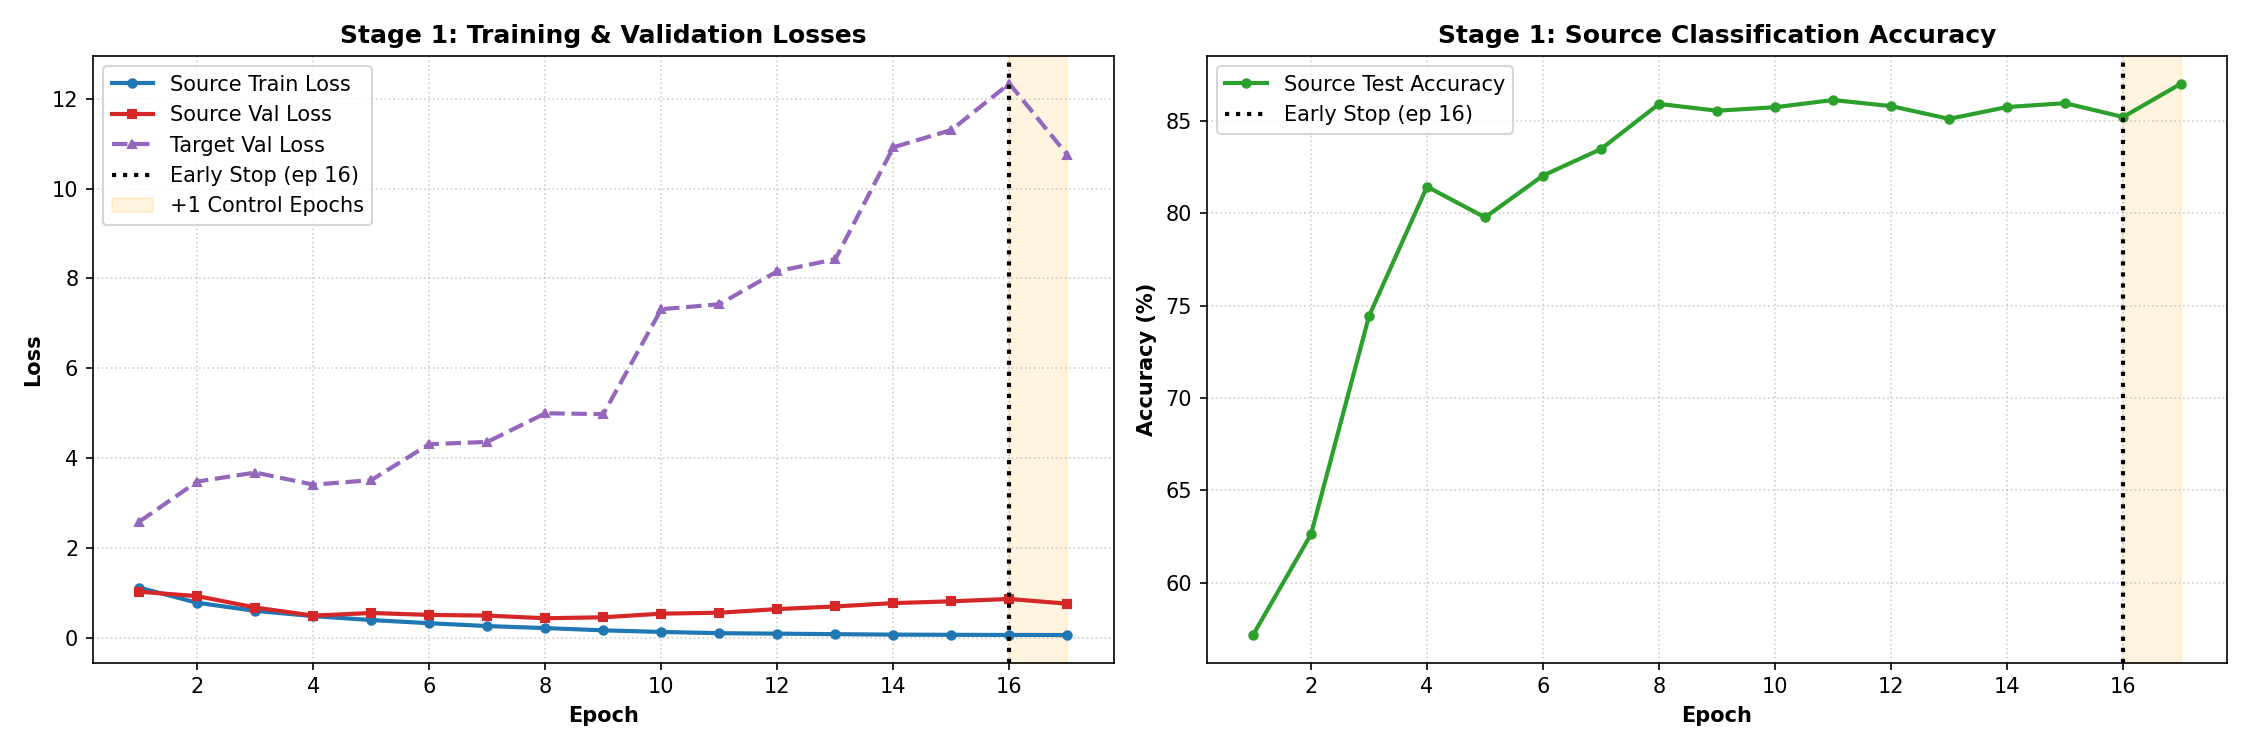 Stage 1: Training & Validation Losses
Source Train Loss
Source Val Loss
Target Val Loss
Early Stop (ep 16)
+1 Control Epochs
Loss
12
10
8
6
4
2
0
2 4 6 8 10 12 14 16
Epoch
Stage 1: Source Classification Accuracy
Source Test Accuracy
Early Stop (ep 16)
Accuracy (%)
85
80
75
70
65
60
2 4 6 8 10 12 14 16
Epoch